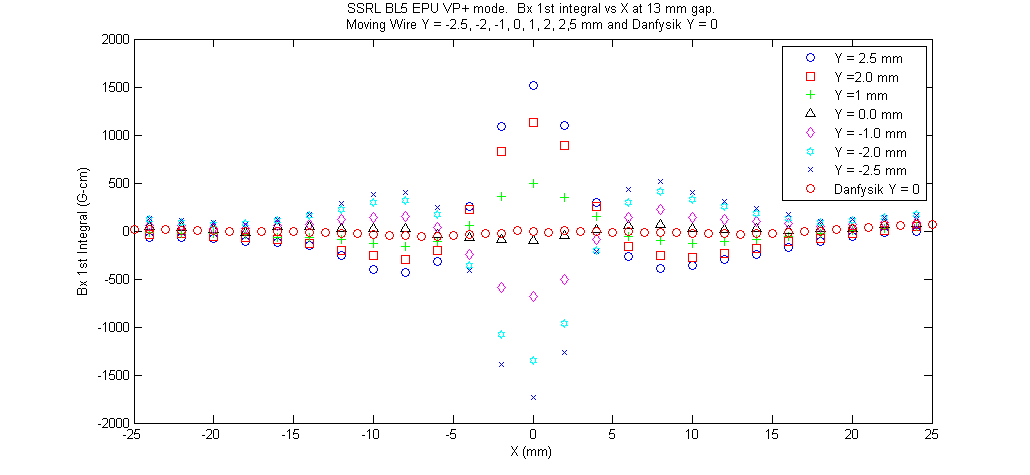 SSRL BL5 EPU VP+ mode.  Bx 1st integral vs X at 13 mm gap.
Moving Wire Y = -2.5, -2, -1, 0, 1, 2, 2,5 mm and Danfysik Y = 0
2000
1500
1000
500
0
-500
-1000
-1500
-2000
Bx 1st Integral (G-cm)
Y = 2.5 mm
Y =2.0 mm
Y =1 mm
Y = 0.0 mm
Y = -1.0 mm
Y = -2.0 mm
Y = -2.5 mm
Danfysik Y = 0
-25
-20
-15
-10
-5
0
5
10
15
20
25
X (mm)